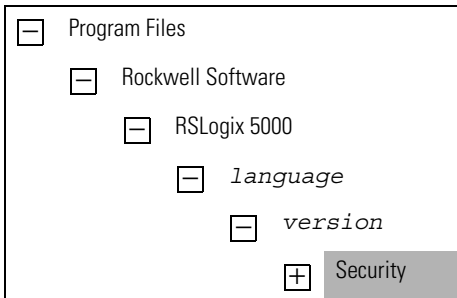 Program Files
Rockwell Software
RSLogix 5000
language
version
Security